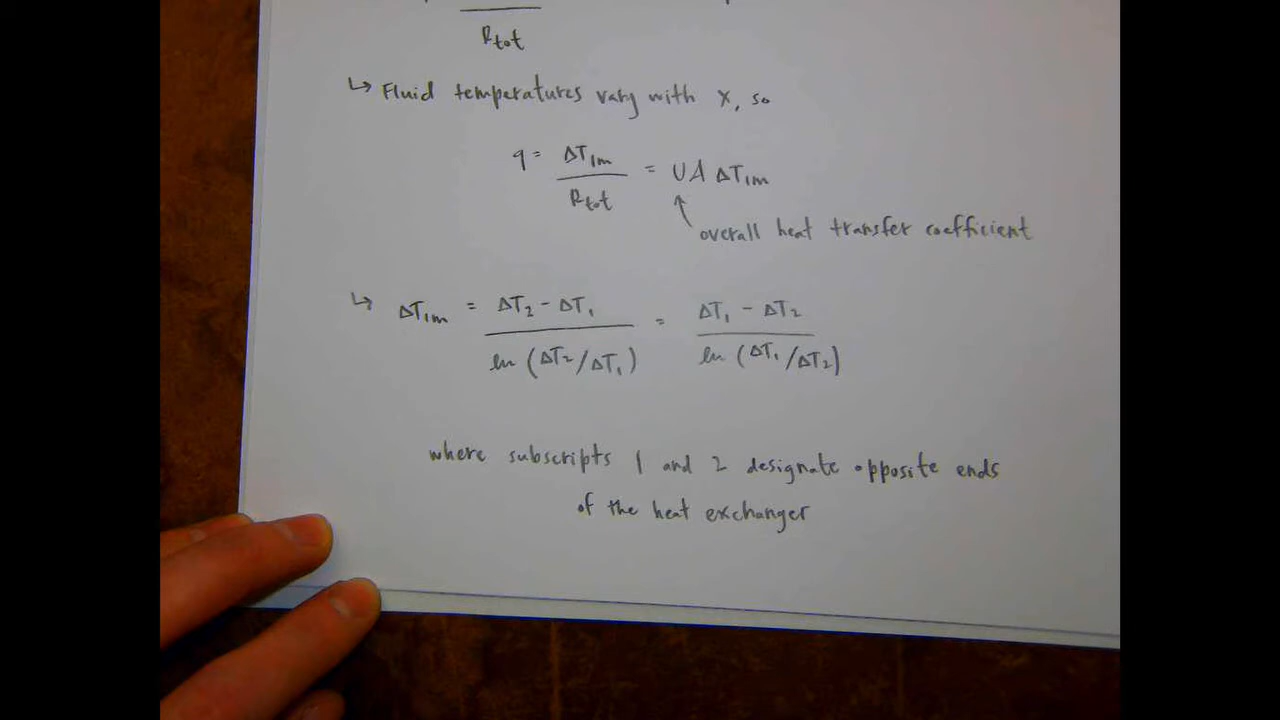 R_tot
↳ Fluid temperatures vary with x, so
q = ΔT_lm / R_tot = UA ΔT_lm
overall heat transfer coefficient
↳ ΔT_lm = (ΔT_2 - ΔT_1) / ln (ΔT_2/ΔT_1) = (ΔT_1 - ΔT_2) / ln (ΔT_1/ΔT_2)
where subscripts 1 and 2 designate opposite ends
of the heat exchanger